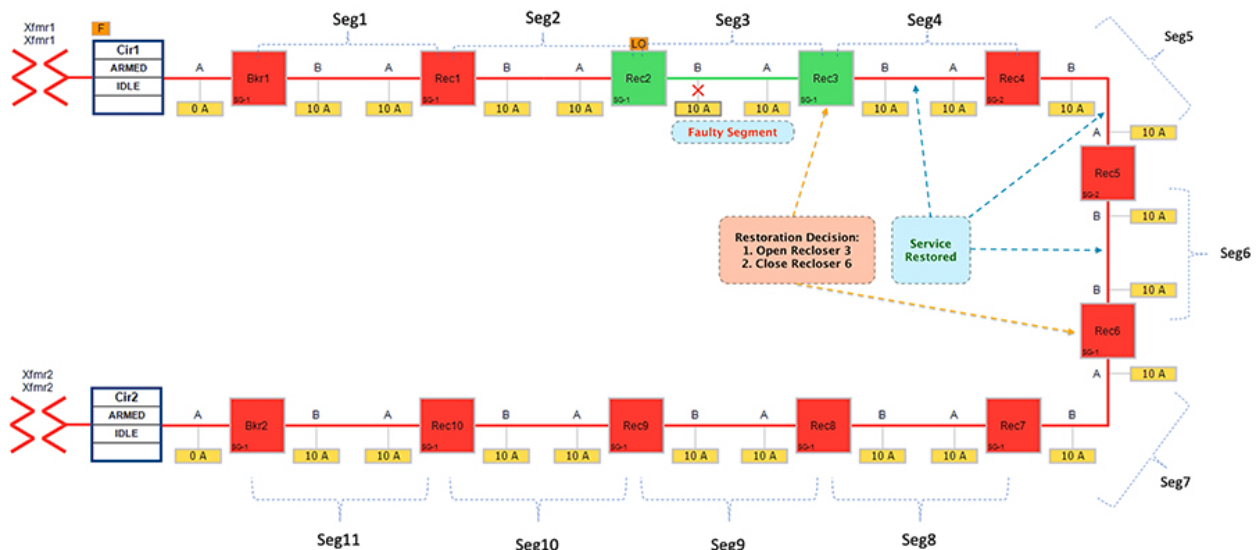 Seg1
Seg2
Seg3
Seg4
Seg5
Xfmr1
Xfmr1
F
Cir1
ARMED
IDLE
LO
A
Bkr1
SG-1
B
A
Rec1
SG-1
B
A
Rec2
SG-1
B
A
Rec3
SG-1
B
A
Rec4
SG-2
B
0 A
10 A
10 A
10 A
10 A
10 A
10 A
10 A
10 A
10 A
Faulty Segment
A
10 A
Rec5
SG-2
B
10 A
Restoration Decision:
1. Open Recloser 3
2. Close Recloser 6
Service
Restored
Seg6
B
10 A
Rec6
SG-1
A
10 A
Xfmr2
Xfmr2
Cir2
ARMED
IDLE
A
Bkr2
SG-1
B
A
Rec10
SG-1
B
A
Rec9
SG-1
B
A
Rec8
SG-1
B
A
Rec7
SG-1
B
0 A
10 A
10 A
10 A
10 A
10 A
10 A
10 A
10 A
10 A
Seg7
Seg11
Seg10
Seg9
Seg8